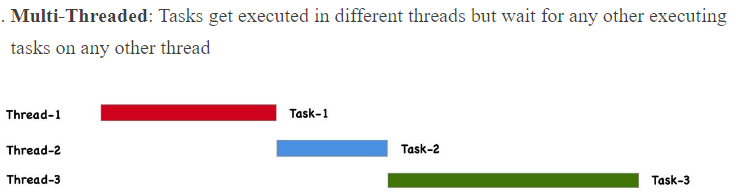 . Multi-Threaded: Tasks get executed in different threads but wait for any other executing
tasks on any other thread
Thread-1 Task-1
Thread-2 Task-2
Thread-3 Task-3